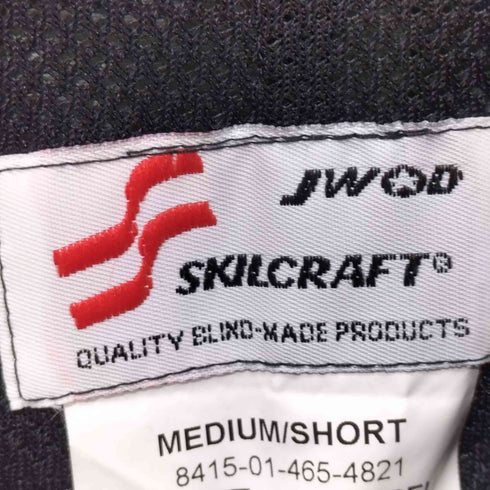 JWOD
SKILCRAFT®
QUALITY BLIND-MADE PRODUCTS
MEDIUM/SHORT
8415-01-465-4821